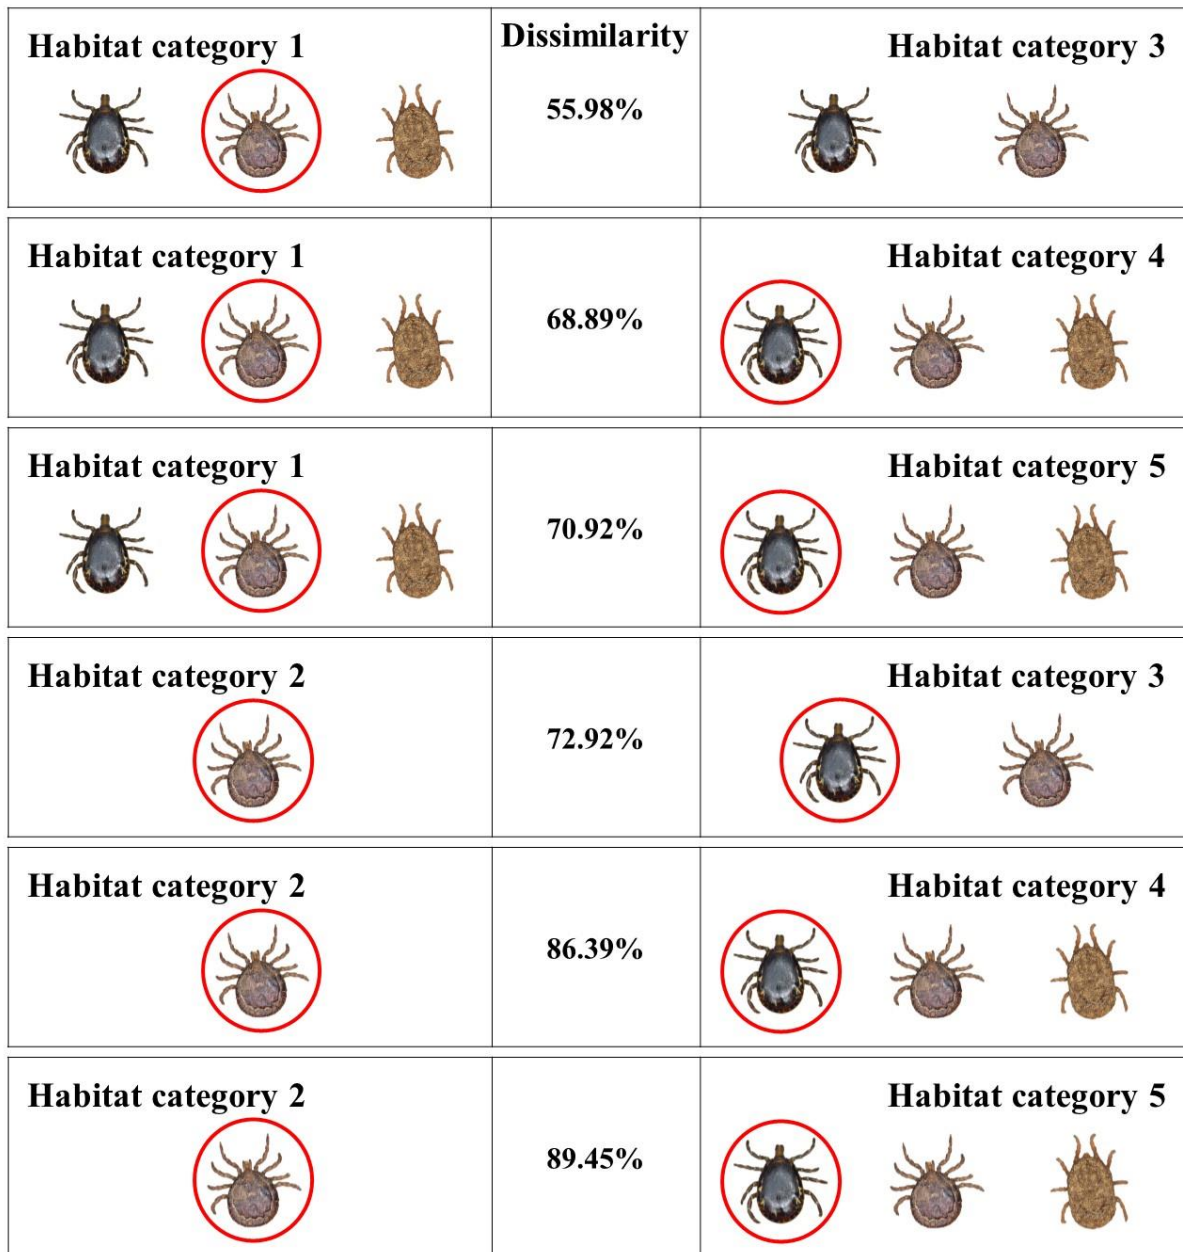 Dissimilarity
Habitat category 1
55.98%
Habitat category 3
Habitat category 1
68.89%
Habitat category 4
Habitat category 1
70.92%
Habitat category 5
Habitat category 2
72.92%
Habitat category 3
Habitat category 2
86.39%
Habitat category 4
Habitat category 2
89.45%
Habitat category 5